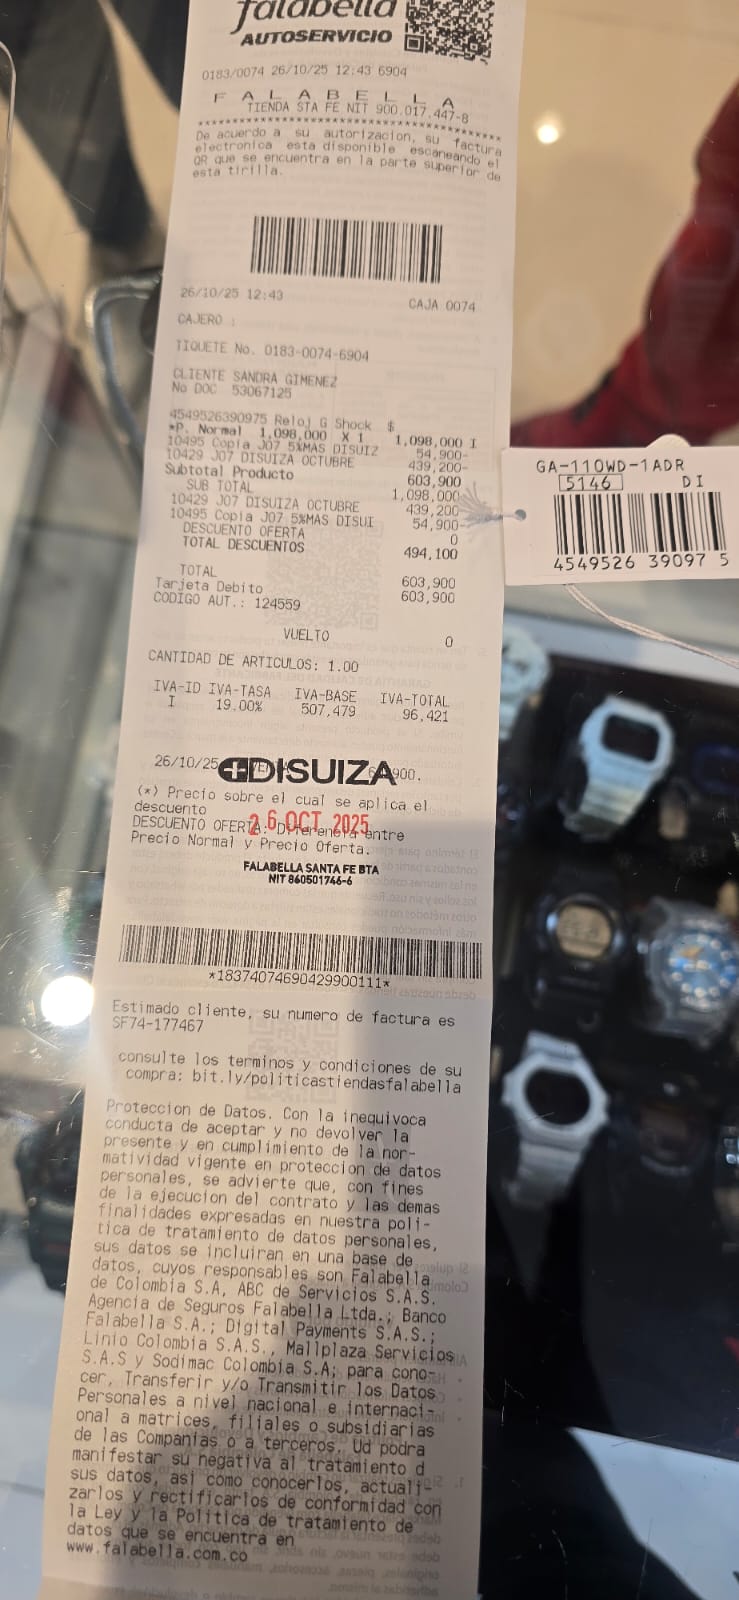 falabella
AUTOSERVICIO
0183/0074 26/10/25 12:43 6904
F A L A B E L L A
TIENDA STA FE NIT 900.017.447-8
****************************************
De acuerdo a su autorizacion, su factura
electronica esta disponible escaneando el
QR que se encuentra en la parte superior de
esta tirilla.
26/10/25 12:43 CAJA 0074
CAJERO :
TIQUETE No. 0183-0074-6904
CLIENTE SANDRA GIMENEZ
No DOC 53067125
4549526390975 Reloj G Shock $
*P. Normal 1,098,000 X 1 1,098,000 I
10495 Copia J07 5%MAS DISUIZ 54,900-
10429 J07 DISUIZA OCTUBRE 439,200-
Subtotal Producto 603,900
SUB TOTAL 1,098,000
10429 J07 DISUIZA OCTUBRE 439,200-
10495 Copia J07 5%MAS DISUI 54,900-
DESCUENTO OFERTA 0
TOTAL DESCUENTOS 494,100
TOTAL 603,900
Tarjeta Debito 603,900
CODIGO AUT.: 124559
VUELTO 0
CANTIDAD DE ARTICULOS: 1.00
IVA-ID IVA-TASA IVA-BASE IVA-TOTAL
I 19.00% 507,479 96,421
26/10/25 900.
DISUIZA
(*) Precio sobre el cual se aplica el
descuento
DESCUENTO OFERTA: Diferencia entre
26 OCT 2025
Precio Normal y Precio Oferta.
FALABELLA SANTA FE BTA
NIT 860501746-6
*18374074690429900111*
Estimado cliente, su numero de factura es
SF74-177467
consulte los terminos y condiciones de su
compra: bit.ly/politicastiendasfalabella
Proteccion de Datos. Con la inequivoca
conducta de aceptar y no devolver la
presente y en cumplimiento de la nor-
matividad vigente en proteccion de datos
personales, se advierte que, con fines
de la ejecucion del contrato y las demas
finalidades expresadas en nuestra poli-
tica de tratamiento de datos personales,
sus datos se incluiran en una base de
datos, cuyos responsables son Falabella
de Colombia S.A, ABC de Servicios S.A.S.
Agencia de Seguros Falabella Ltda.; Banco
Falabella S.A.; Digital Payments S.A.S.;
Linio Colombia S.A.S., Mallplaza Servicios
S.A.S y Sodimac Colombia S.A; para cono-
cer, Transferir y/o Transmitir los Datos
Personales a nivel nacional e internaci-
onal a matrices, filiales o subsidiarias
de las Companias o a terceros. Ud podra
manifestar su negativa al tratamiento d
sus datos, asi como conocerlos, actuali-
zarlos y rectificarlos de conformidad con
la Ley y la Politica de tratamiento de
datos que se encuentra en
www.falabella.com.co
GA-110WD-1ADR
5146 DI
4549526 39097 5